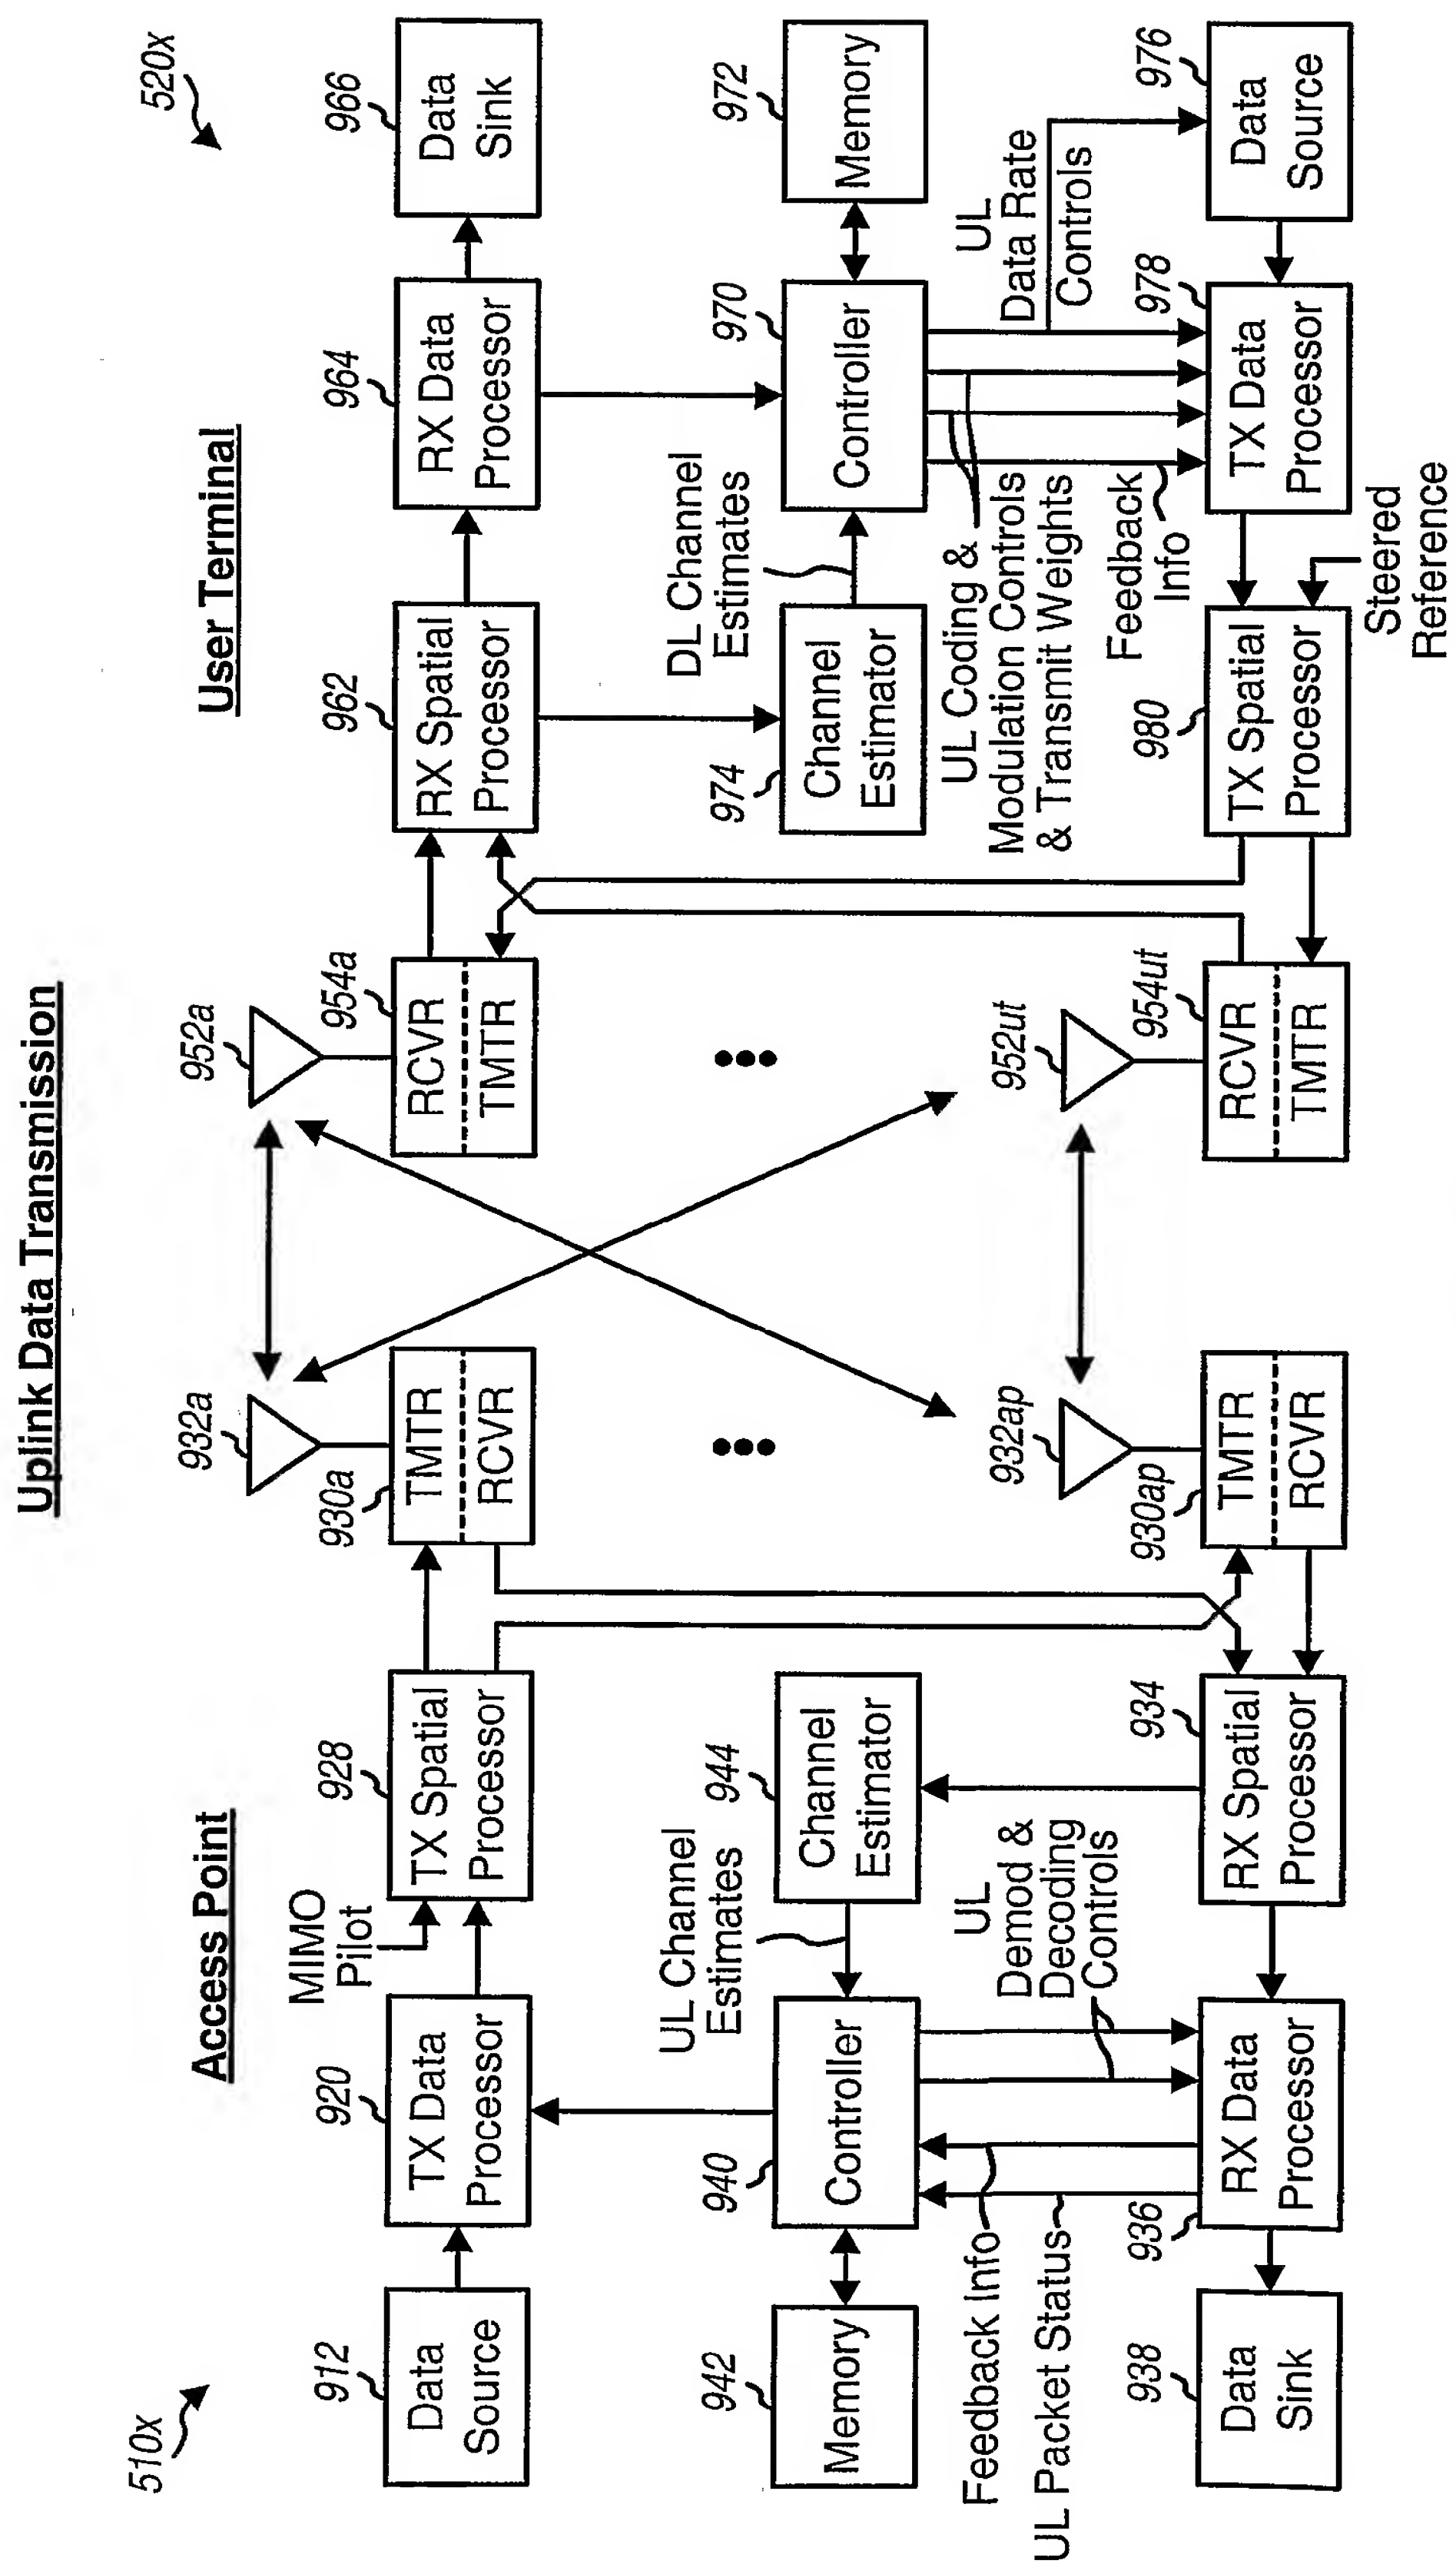 Uplink Data Transmission
510x
Access Point
User Terminal
520x
912
Data
Source
920
TX Data
Processor
MIMO
Pilot
928
TX Spatial
Processor
930a
TMTR
RCVR
932a
952a
954a
RCVR
TMTR
962
RX Spatial
Processor
964
RX Data
Processor
966
Data
Sink
942
Memory
940
Controller
UL Channel
Estimates
944
Channel
Estimator
974
Channel
Estimator
DL Channel
Estimates
970
Controller
972
Memory
Feedback Info
UL Packet Status
UL
Demod &
Decoding
Controls
UL Coding &
Modulation Controls
& Transmit Weights
Feedback
Info
UL
Data Rate
Controls
938
Data
Sink
936
RX Data
Processor
934
RX Spatial
Processor
930ap
TMTR
RCVR
932ap
952ut
954ut
RCVR
TMTR
980
TX Spatial
Processor
Steered
Reference
978
TX Data
Processor
976
Data
Source